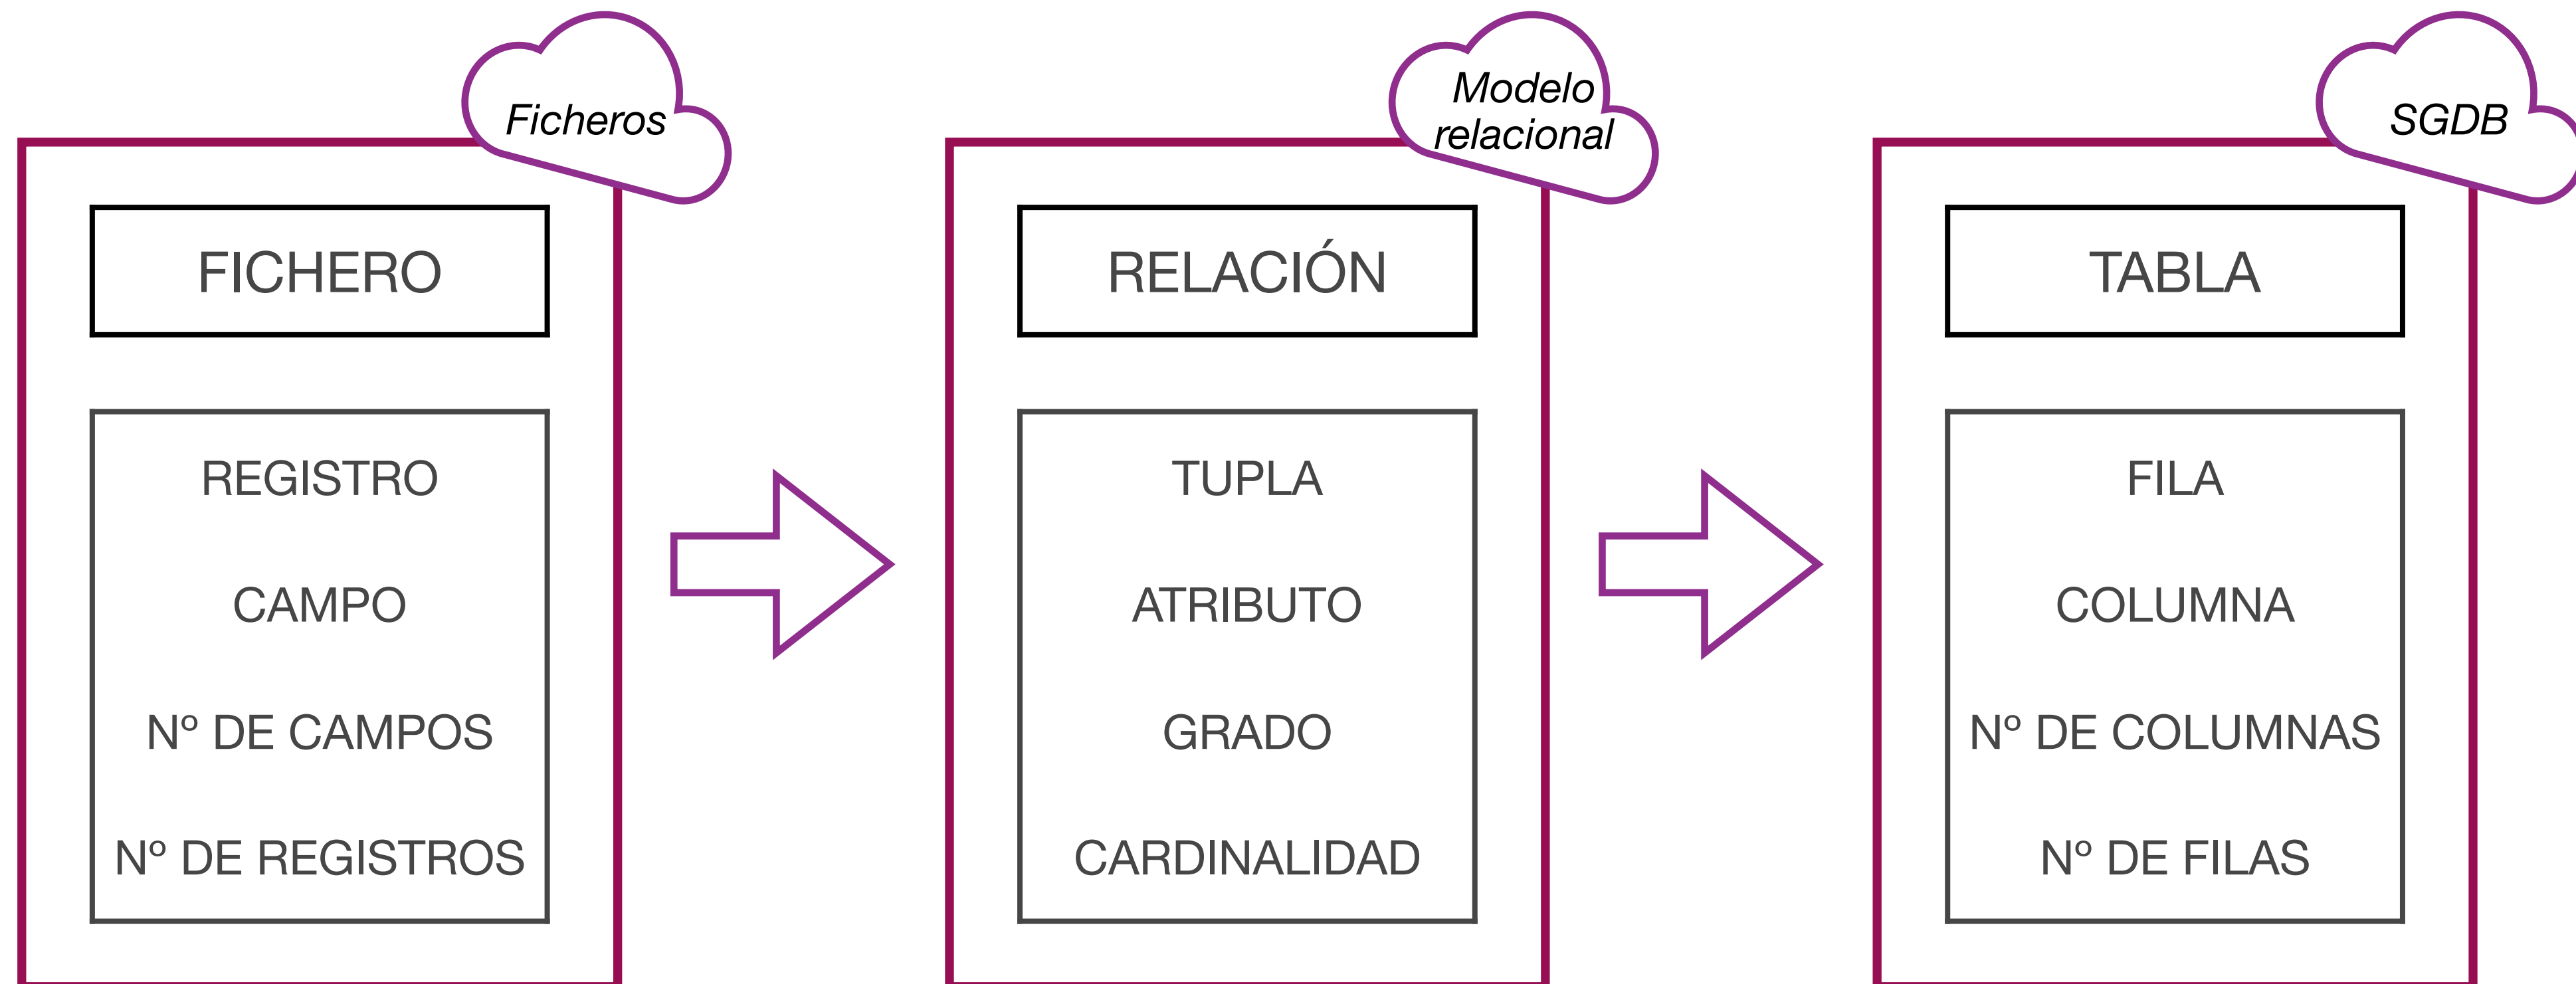 Ficheros
FICHERO
REGISTRO
CAMPO
Nº DE CAMPOS
Nº DE REGISTROS
Modelo
relacional
RELACIÓN
TUPLA
ATRIBUTO
GRADO
CARDINALIDAD
SGDB
TABLA
FILA
COLUMNA
Nº DE COLUMNAS
Nº DE FILAS